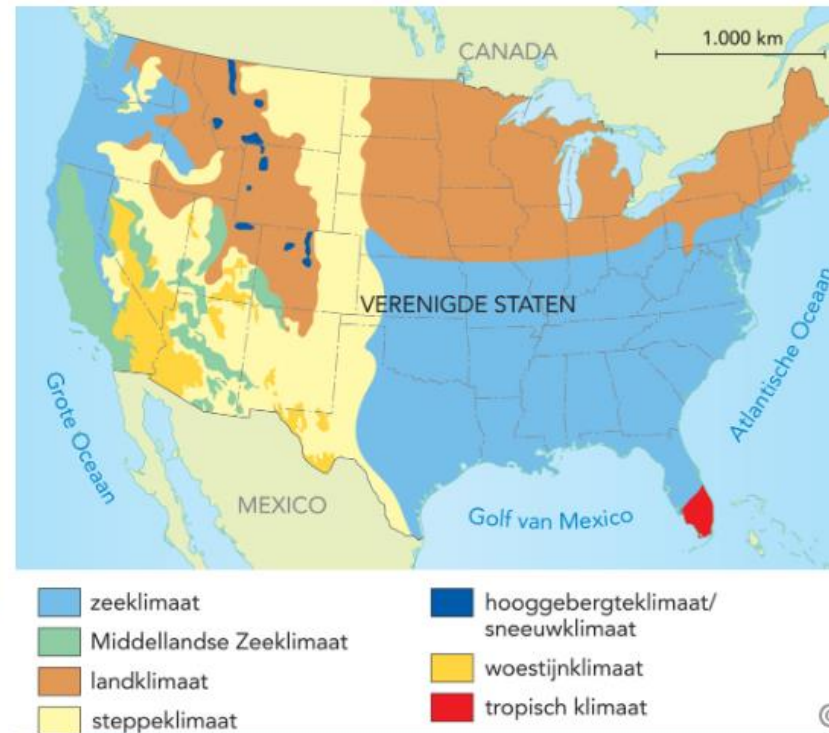 CANADA
1.000 km
VERENIGDE STATEN
Grote Oceaan
Atlantische Oceaan
MEXICO
Golf van Mexico
zeeklimaat
Middellandse Zeeklimaat
landklimaat
steppeklimaat
hooggebergteklimaat/
sneeuwklimaat
woestijnklimaat
tropisch klimaat
©